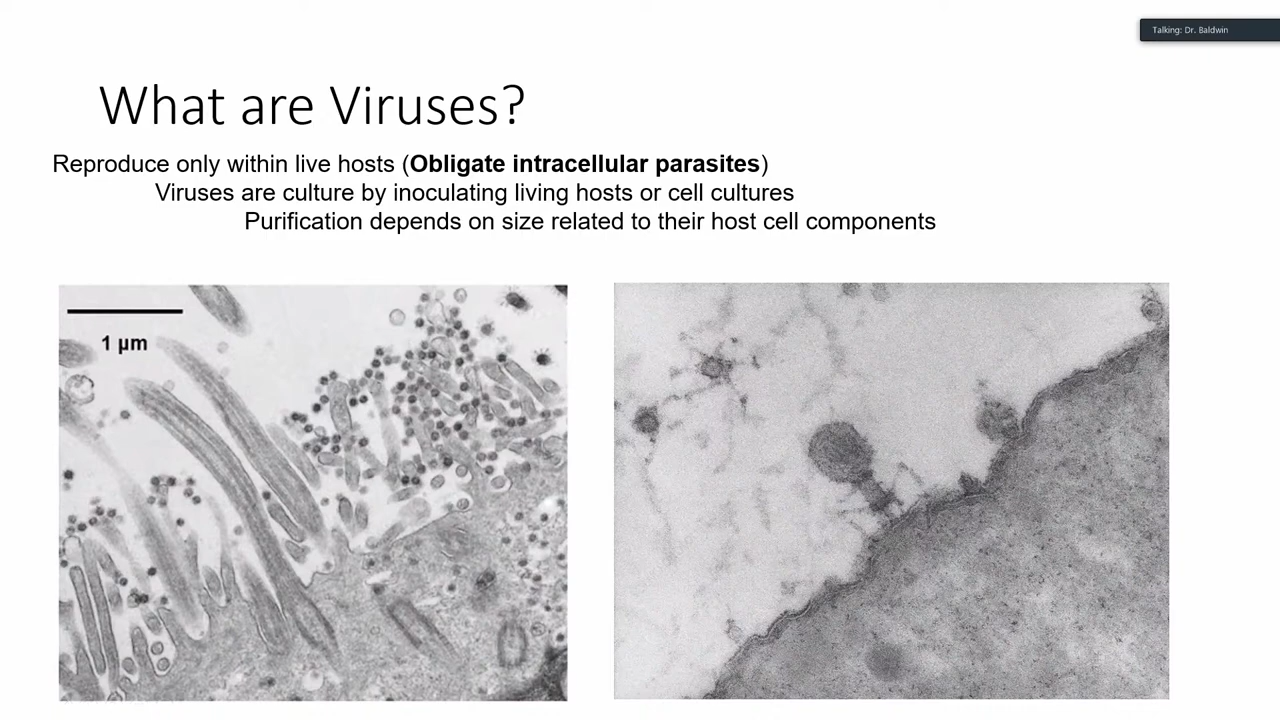 Talking: Dr. Baldwin
What are Viruses?
Reproduce only within live hosts (Obligate intracellular parasites)
Viruses are culture by inoculating living hosts or cell cultures
Purification depends on size related to their host cell components
1 µm